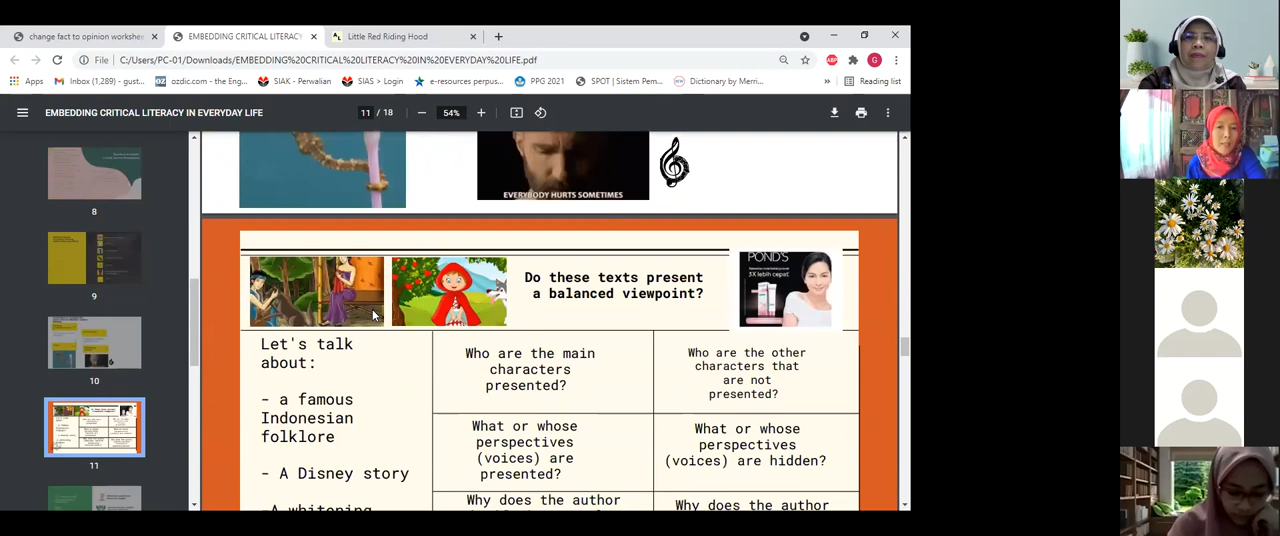 change fact to opinion workshee
EMBEDDING CRITICAL LITERACY
Little Red Riding Hood
File
C:/Users/PC-01/Downloads/EMBEDDING%20CRITICAL%20LITERACY%20IN%20EVERYDAY%20LIFE.pdf
G
Apps
Inbox (1,289) - gust...
ozdic.com - the Eng...
SIAK - Perwalian
SIAS > Login
e-resources perpus...
PPG 2021
SPOT | Sistem Pem...
Dictionary by Merri...
Reading list
EMBEDDING CRITICAL LITERACY IN EVERYDAY LIFE
11 / 18
54%
8
9
10
11
EVERYBODY HURTS SOMETIMES
Do these texts present
a balanced viewpoint?
POND'S
3X lebih cepat
Let's talk
about:
- a famous
Indonesian
folklore
- A Disney story
-A whitening
Who are the main
characters
presented?
Who are the other
characters that
are not
presented?
What or whose
perspectives
(voices) are
presented?
What or whose
perspectives
(voices) are hidden?
Why does the author
Why does the author